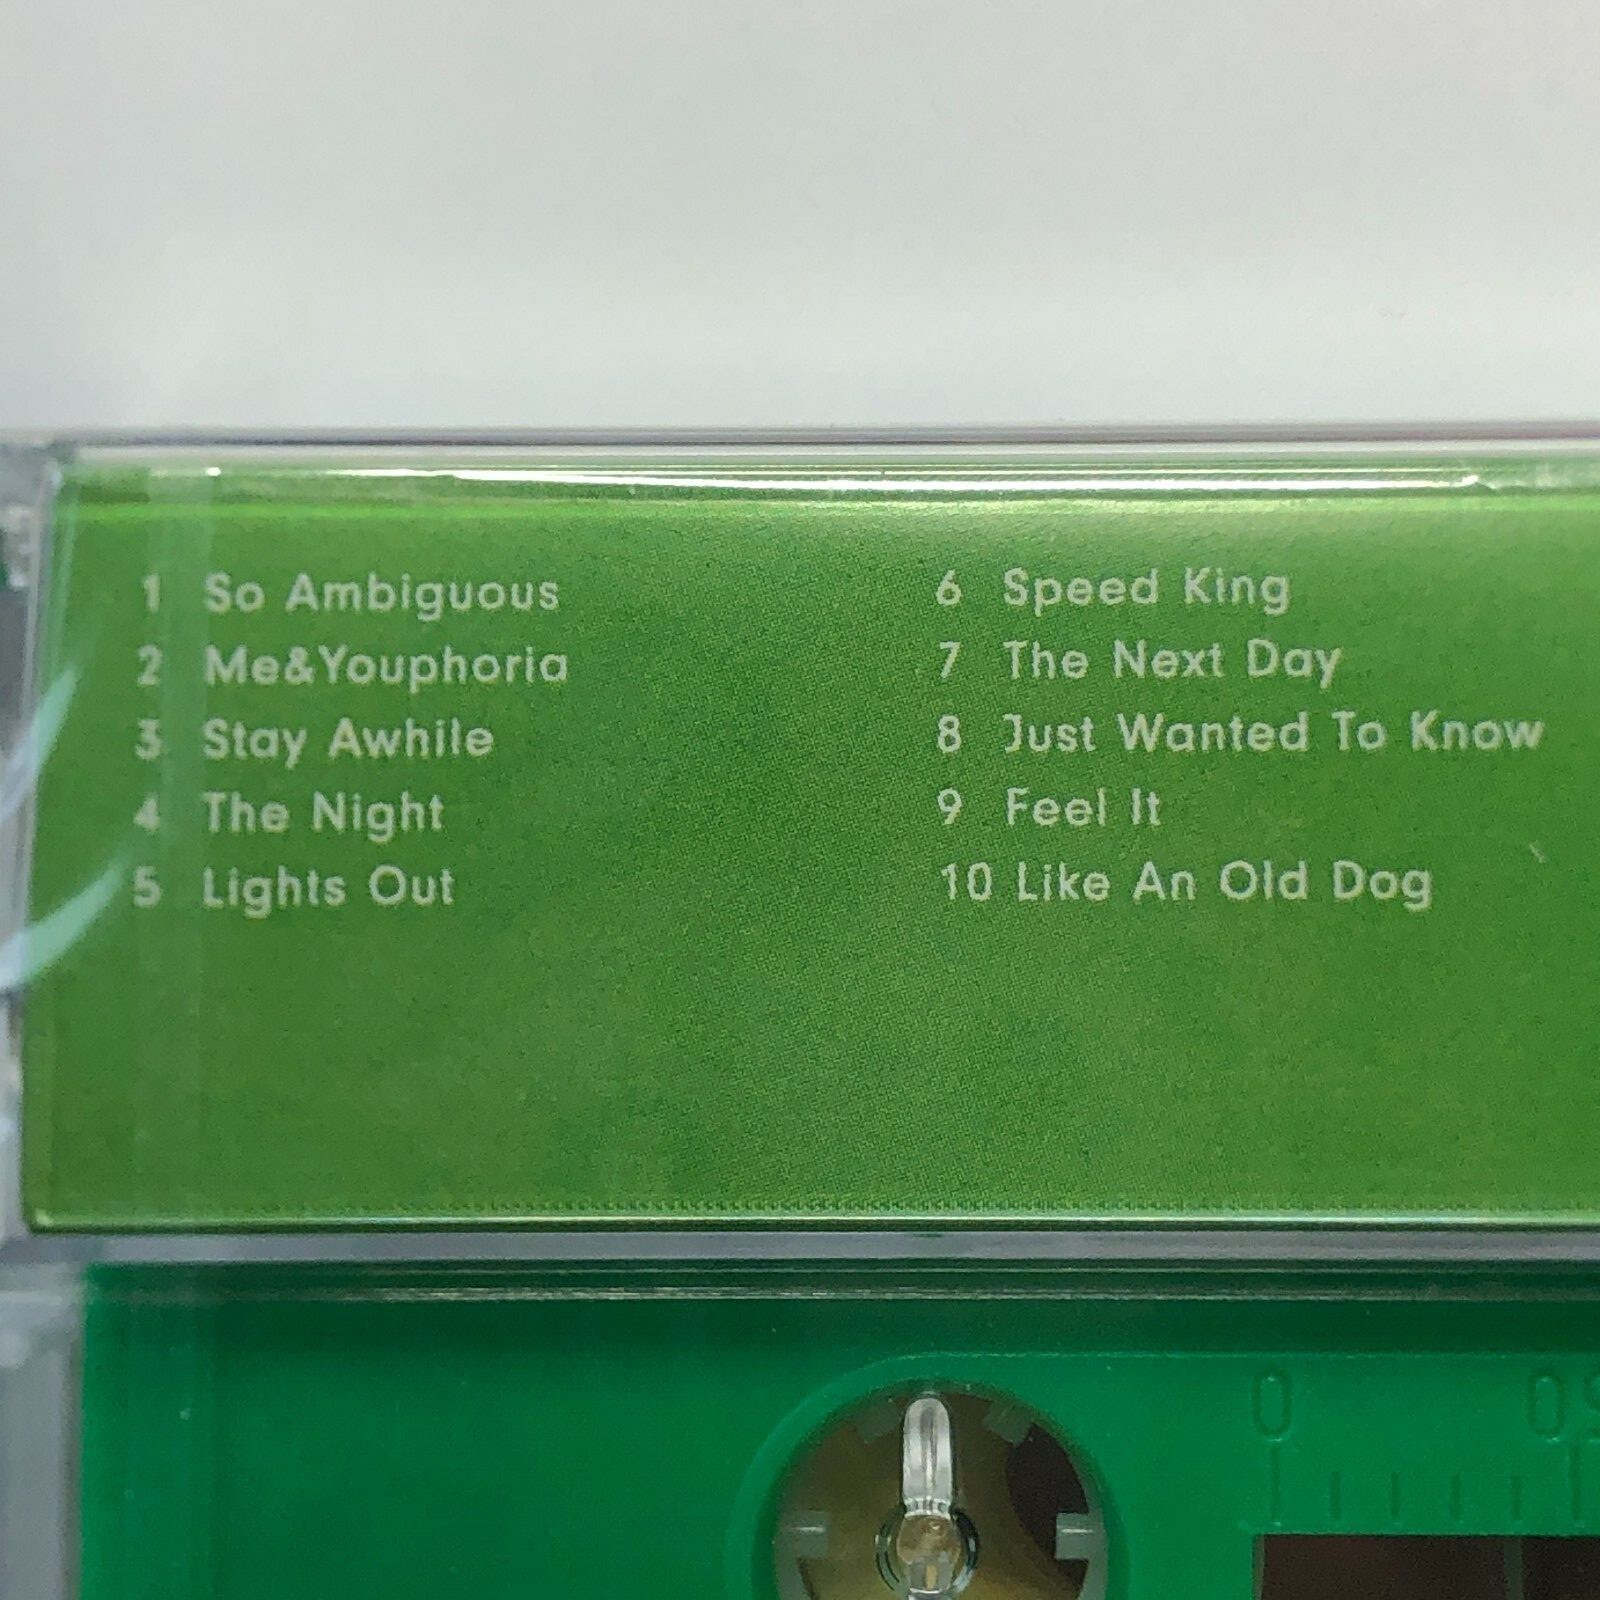 1 So Ambiguous
2 Me&Youphoria
3 Stay Awhile
4 The Night
5 Lights Out
6 Speed King
7 The Next Day
8 Just Wanted To Know
9 Feel It
10 Like An Old Dog
0